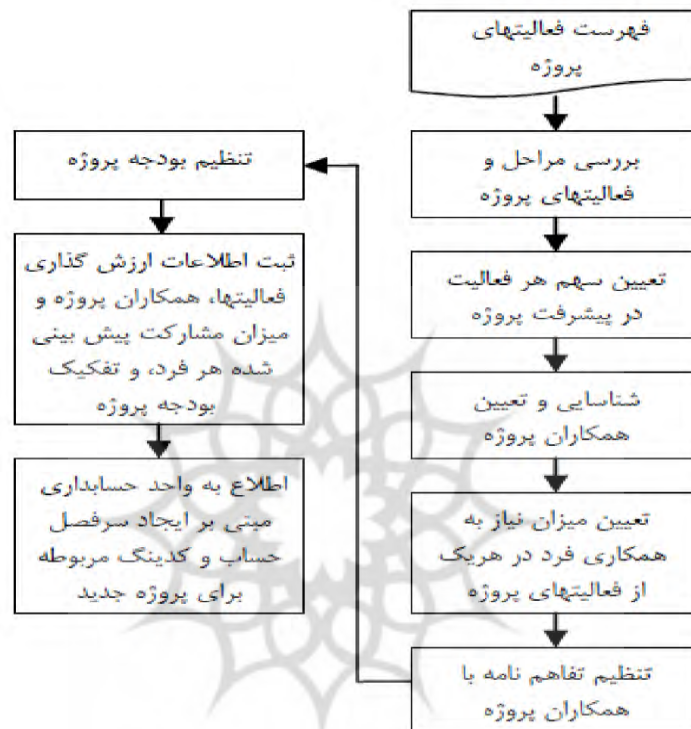 فهرست فعالیتهای
پروژه
بررسی مراحل و
فعالیتهای پروژه
تعیین سهم هر فعالیت
در پیشرفت پروژه
شناسایی و تعیین
همکاران پروژه
تعیین میزان نیاز به
همکاری فرد در هریک
از فعالیتهای پروژه
تنظیم تفاهم نامه با
همکاران پروژه
تنظیم بودجه پروژه
ثبت اطلاعات ارزش گذاری
فعالیتها، همکاران پروژه و
میزان مشارکت پیش بینی
شده هر فرد، و تفکیک
بودجه پروژه
اطلاع به واحد حسابداری
مبنی بر ایجاد سرفصل
حساب و کدینگ مربوطه
برای پروژه جدید